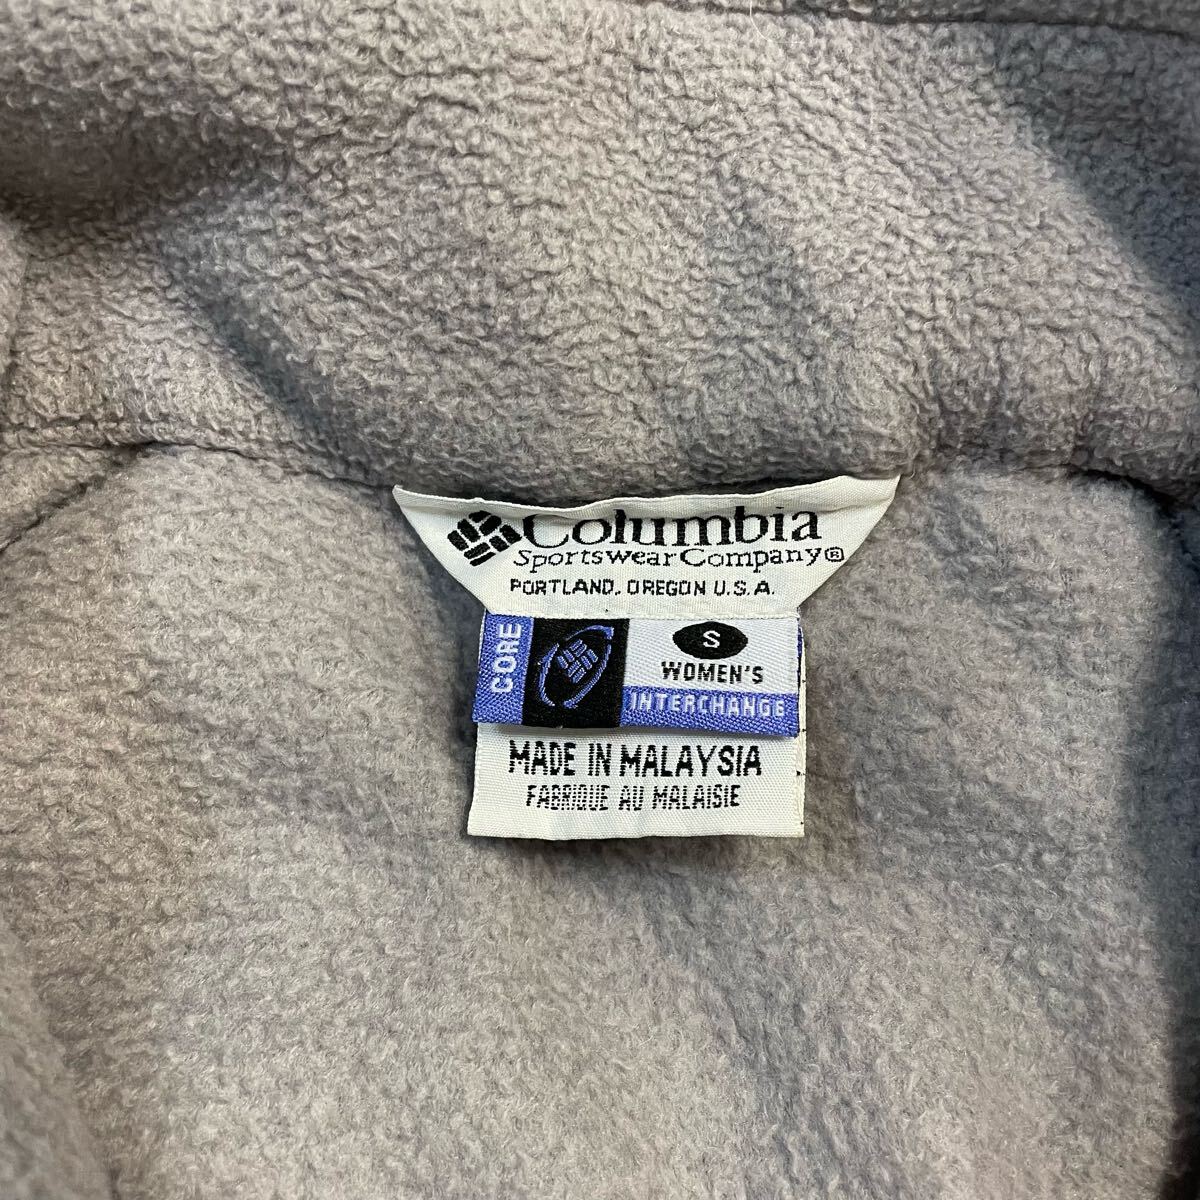 Columbia
Sportswear Company®
PORTLAND, OREGON U.S.A.
CORE
S
WOMEN'S
INTERCHANGE
MADE IN MALAYSIA
FABRIQUE AU MALAISIE